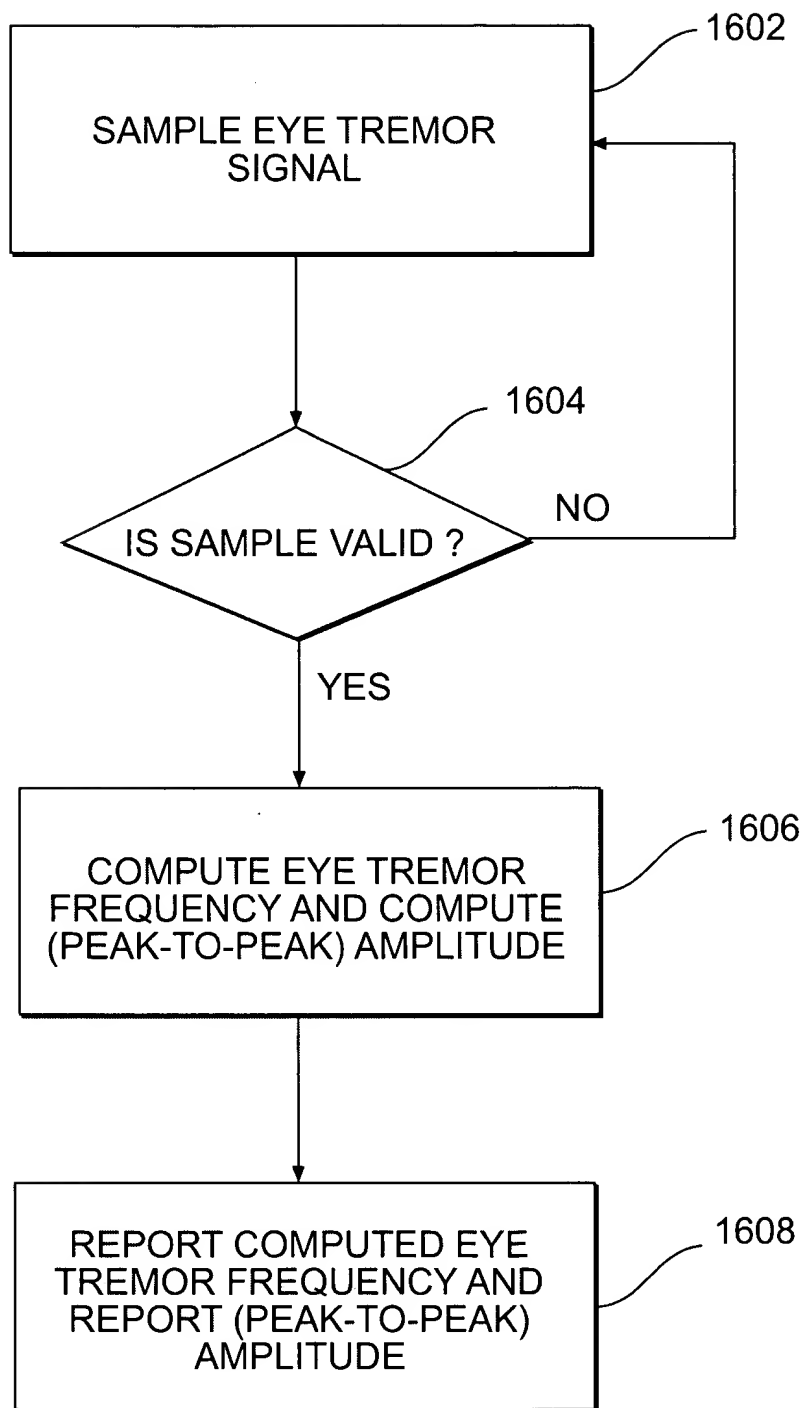 1602
SAMPLE EYE TREMOR
SIGNAL
1604
IS SAMPLE VALID ?
NO
YES
1606
COMPUTE EYE TREMOR
FREQUENCY AND COMPUTE
(PEAK-TO-PEAK) AMPLITUDE
1608
REPORT COMPUTED EYE
TREMOR FREQUENCY AND
REPORT (PEAK-TO-PEAK)
AMPLITUDE